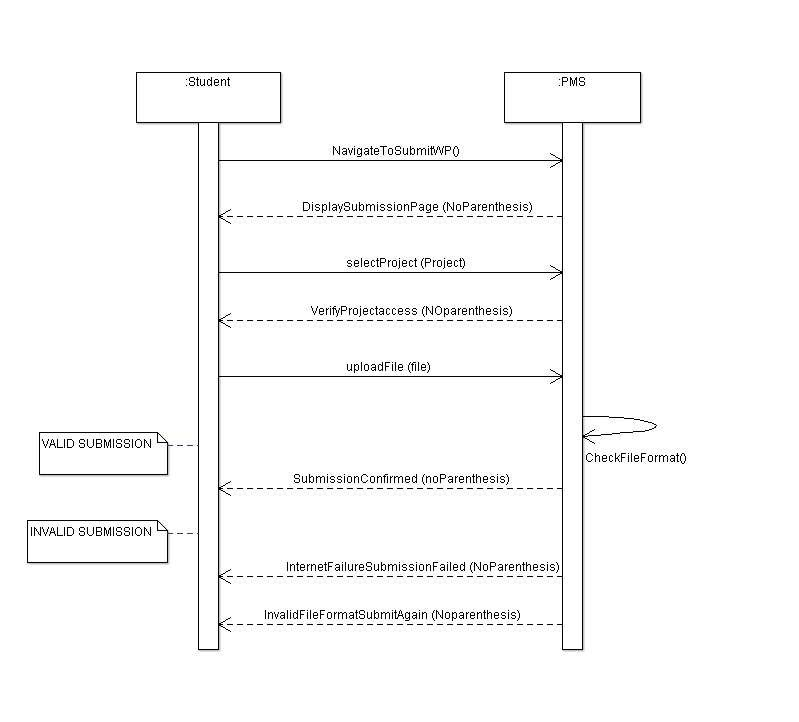 :Student
:PMS
NavigateToSubmitWP()
DisplaySubmissionPage (NoParenthesis)
selectProject (Project)
VerifyProjectaccess (NOparenthesis)
uploadFile (file)
VALID SUBMISSION
CheckFileFormat()
SubmissionConfirmed (noParenthesis)
INVALID SUBMISSION
InternetFailureSubmissionFailed (NoParenthesis)
InvalidFileFormatSubmitAgain (Noparenthesis)